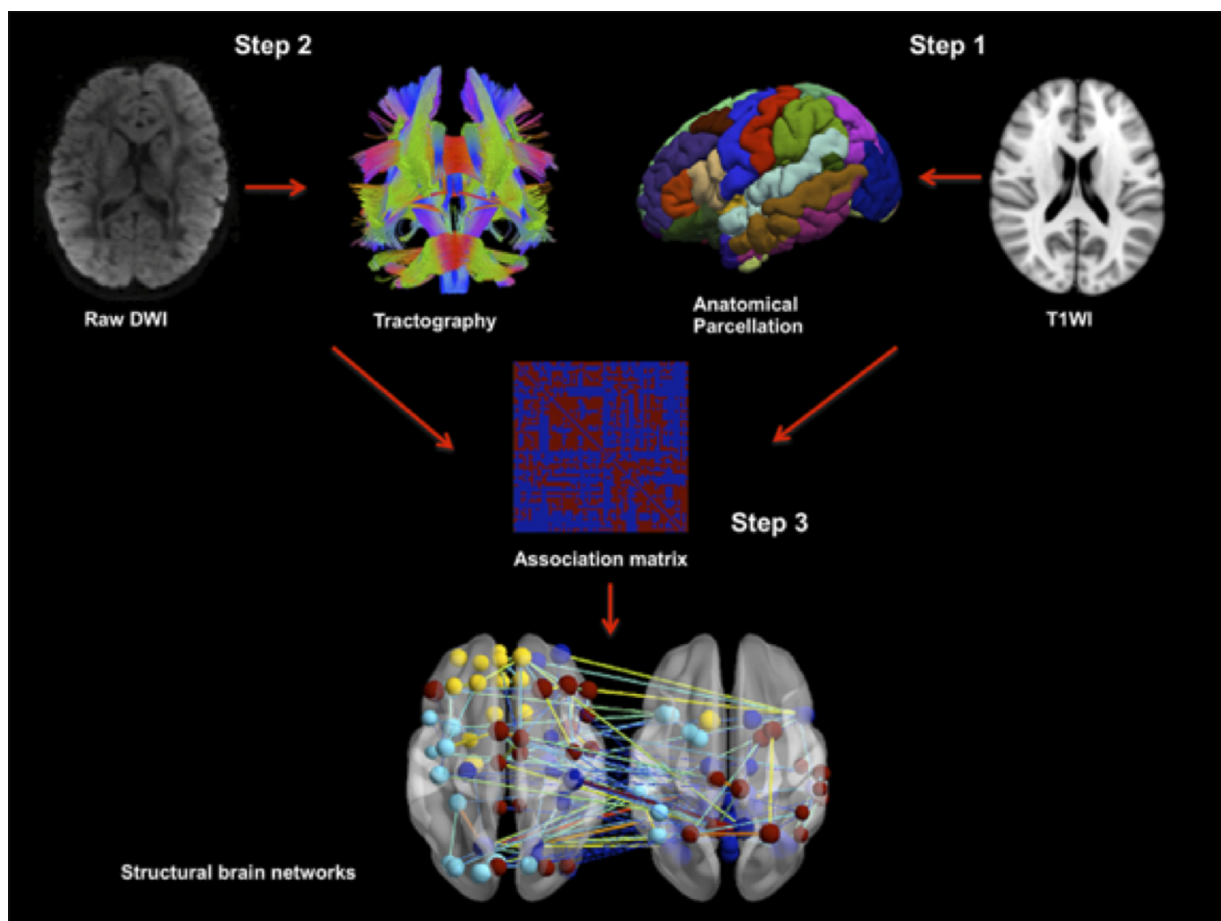 Step 2
Step 1
Raw DWI
Tractography
Anatomical
Parcellation
T1WI
Step 3
Association matrix
Structural brain networks